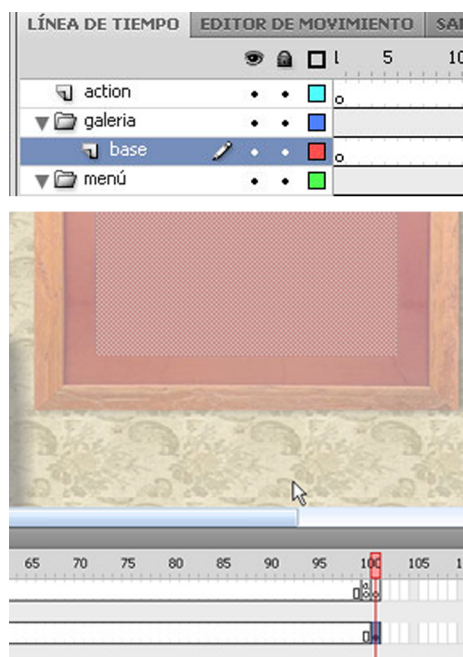 LÍNEA DE TIEMPO EDITOR DE MOVIMIENTO
5 10
action
galeria
base
menú
65 70 75 80 85 90 95 100 105